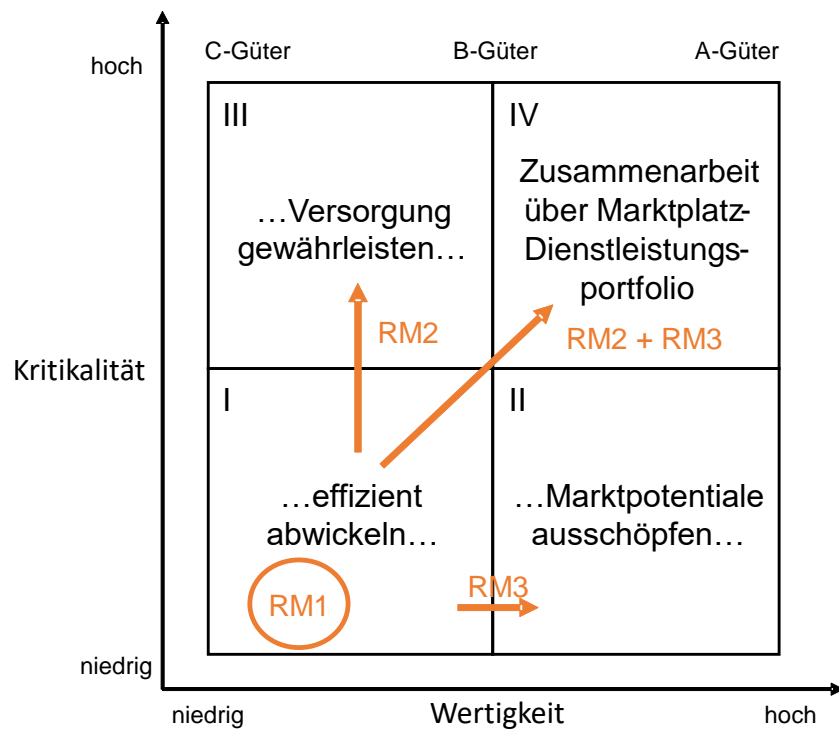 C-Güter
B-Güter
A-Güter
hoch
III
IV
…Versorgung
gewährleisten…
Zusammenarbeit
über Marktplatz-
Dienstleistungs-
portfolio
RM2
RM2 + RM3
Kritikalität
I
II
…effizient
abwickeln…
…Marktpotentiale
ausschöpfen…
RM1
RM3
niedrig
niedrig
Wertigkeit
hoch